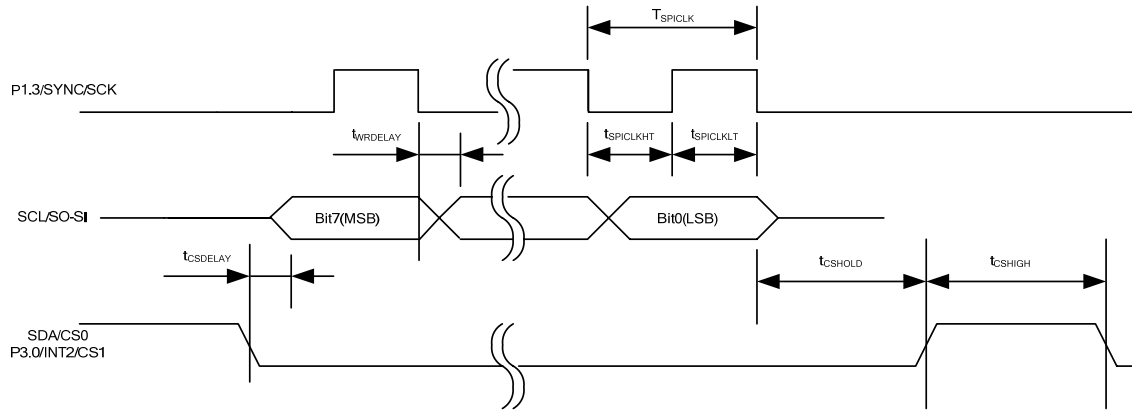 TSPICLK
P1.3/SYNC/SCK
tWRDELAY
tSPICLKHT
tSPICLKLT
SCL/SO-SI
Bit7(MSB)
Bit0(LSB)
tCSDELAY
tCSHOLD
tCSHIGH
SDA/CS0
P3.0/INT2/CS1